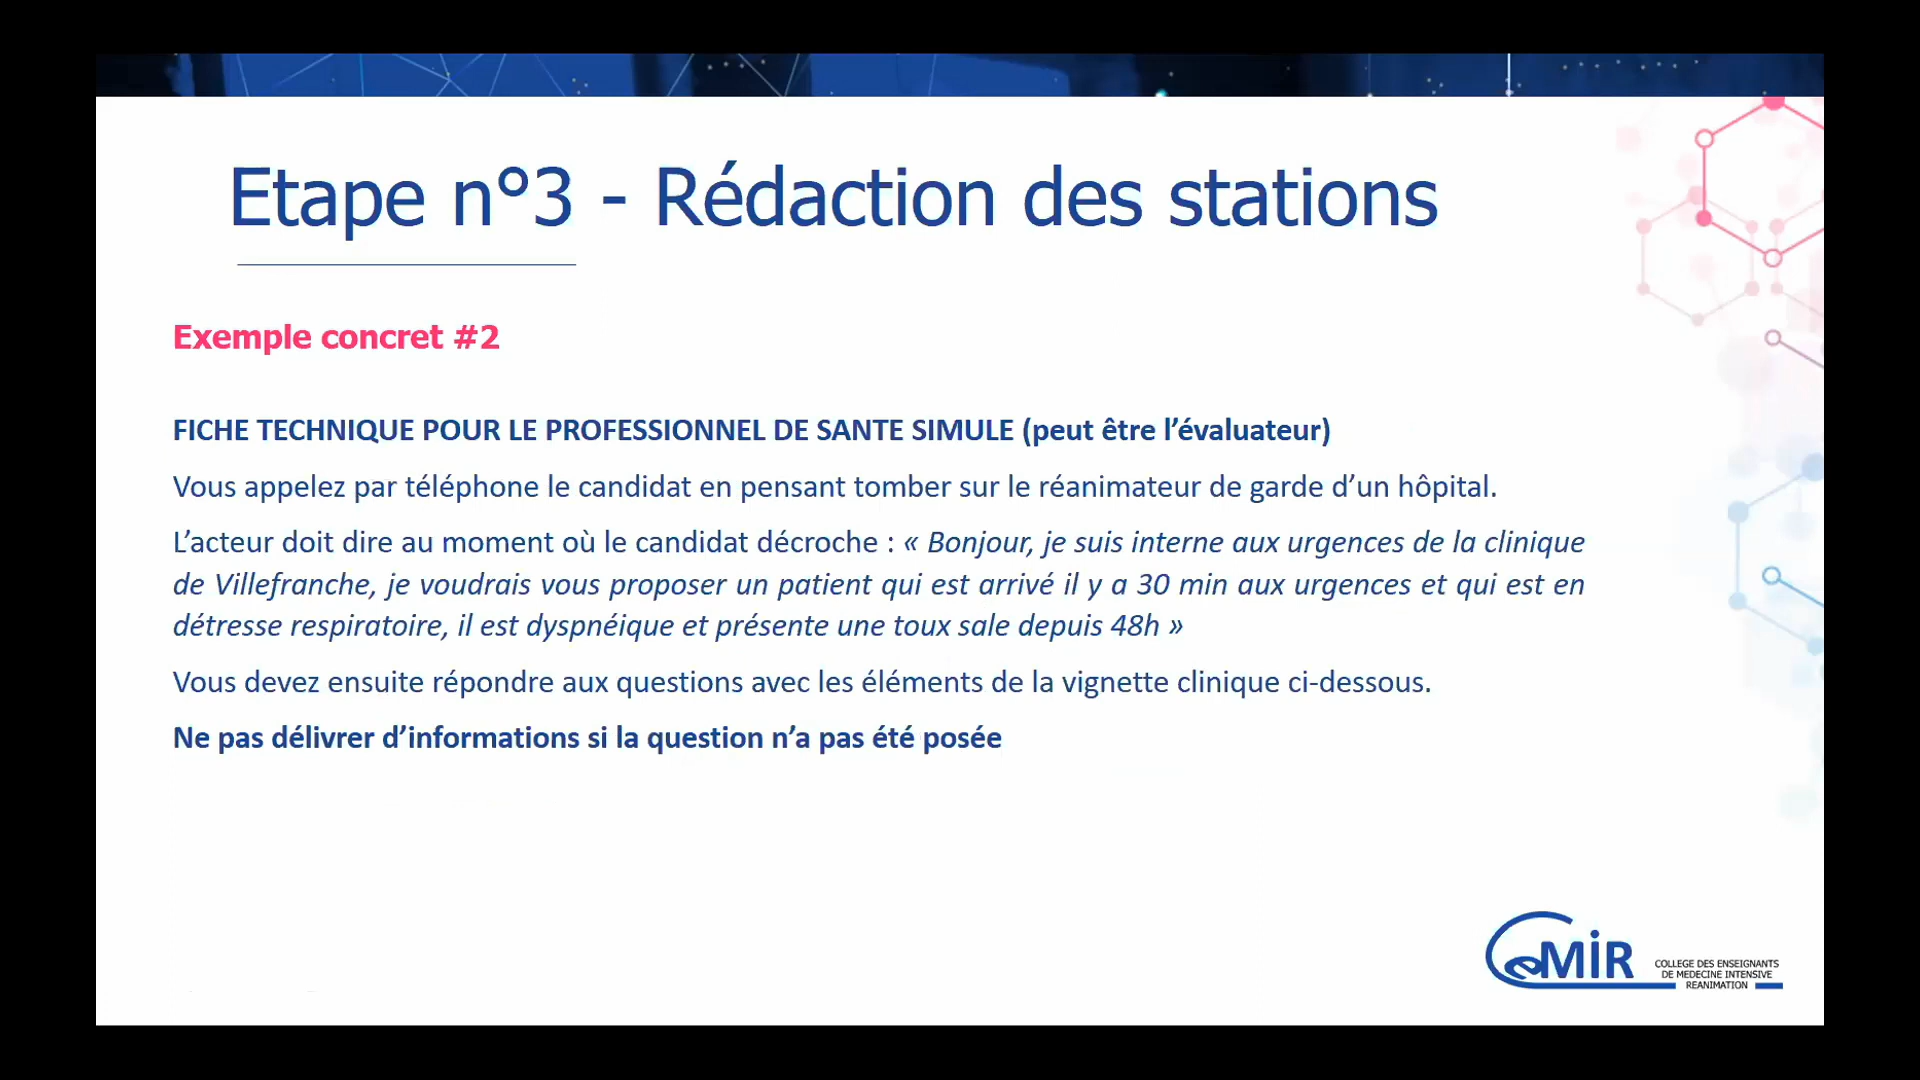 Etape n°3 - Rédaction des stations
Exemple concret #2
FICHE TECHNIQUE POUR LE PROFESSIONNEL DE SANTE SIMULE (peut être l’évaluateur)
Vous appelez par téléphone le candidat en pensant tomber sur le réanimateur de garde d’un hôpital.
L’acteur doit dire au moment où le candidat décroche : « Bonjour, je suis interne aux urgences de la clinique
de Villefranche, je voudrais vous proposer un patient qui est arrivé il y a 30 min aux urgences et qui est en
détresse respiratoire, il est dyspnéique et présente une toux sale depuis 48h »
Vous devez ensuite répondre aux questions avec les éléments de la vignette clinique ci-dessous.
Ne pas délivrer d’informations si la question n’a pas été posée
CeMiR
COLLEGE DES ENSEIGNANTS
DE MEDECINE INTENSIVE
REANIMATION